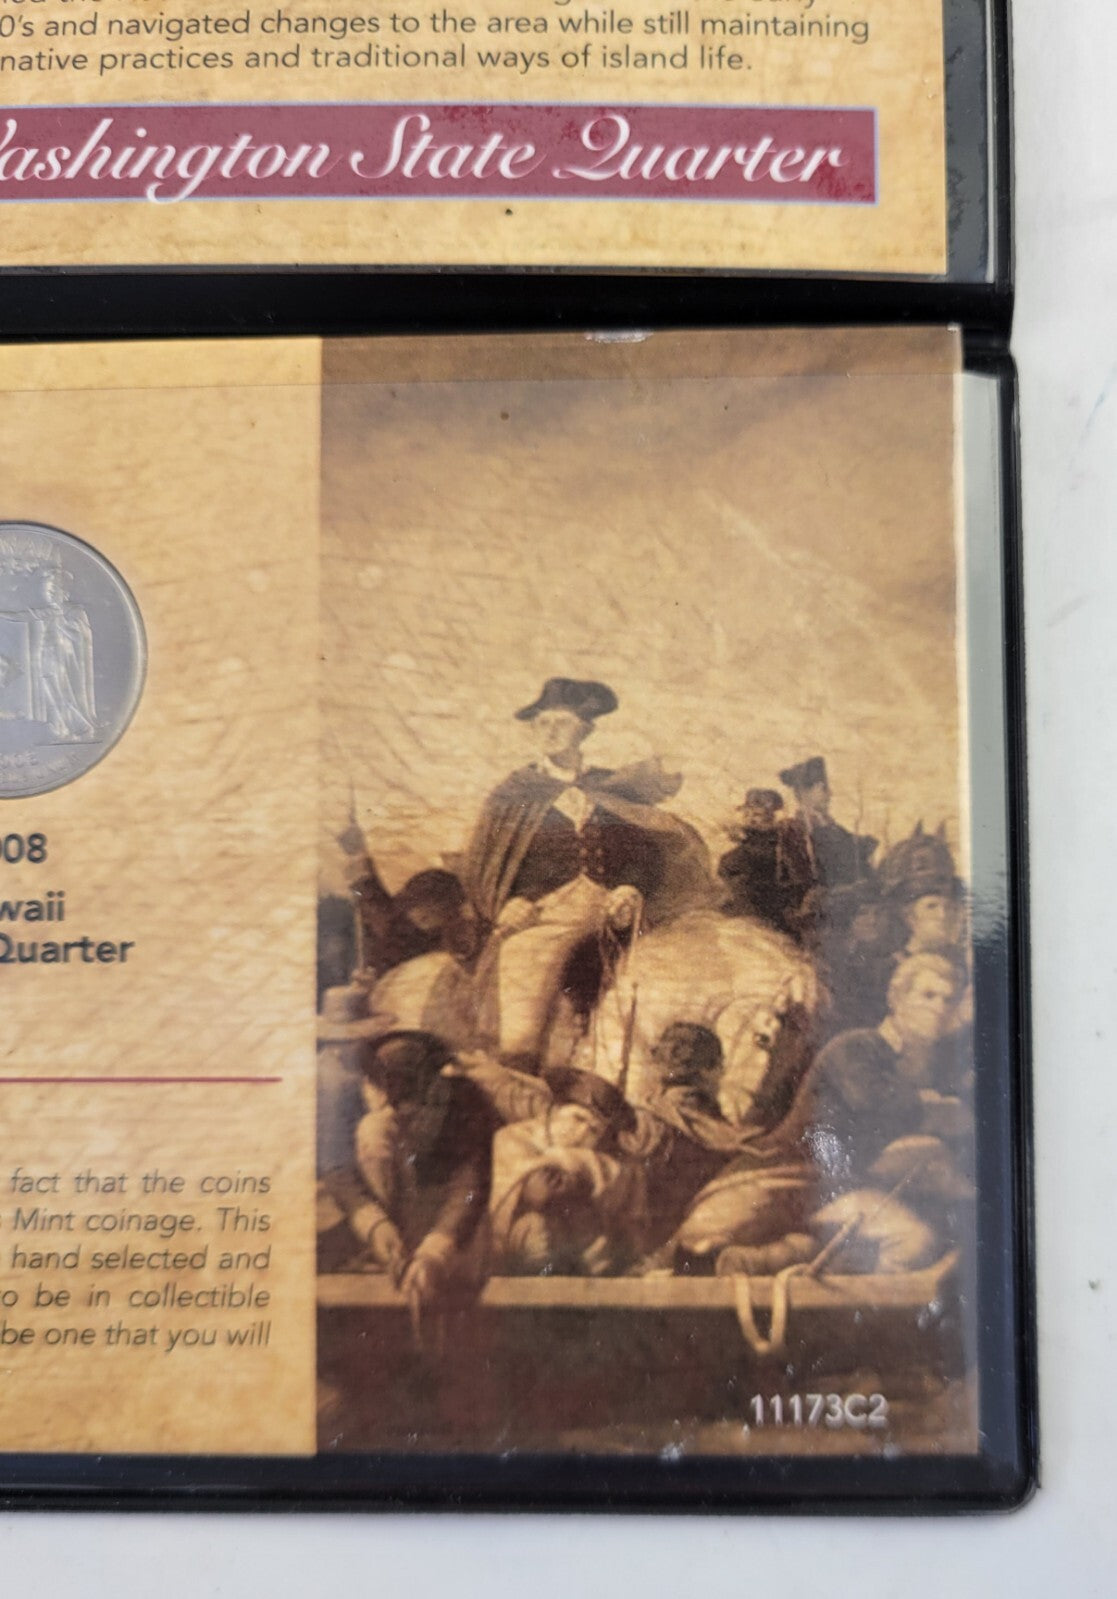 0's and navigated changes to the area while still maintaining
native practices and traditional ways of island life.
Washington State Quarter
008
waii
Quarter
fact that the coins
Mint coinage. This
hand selected and
to be in collectible
be one that you will
11173C2